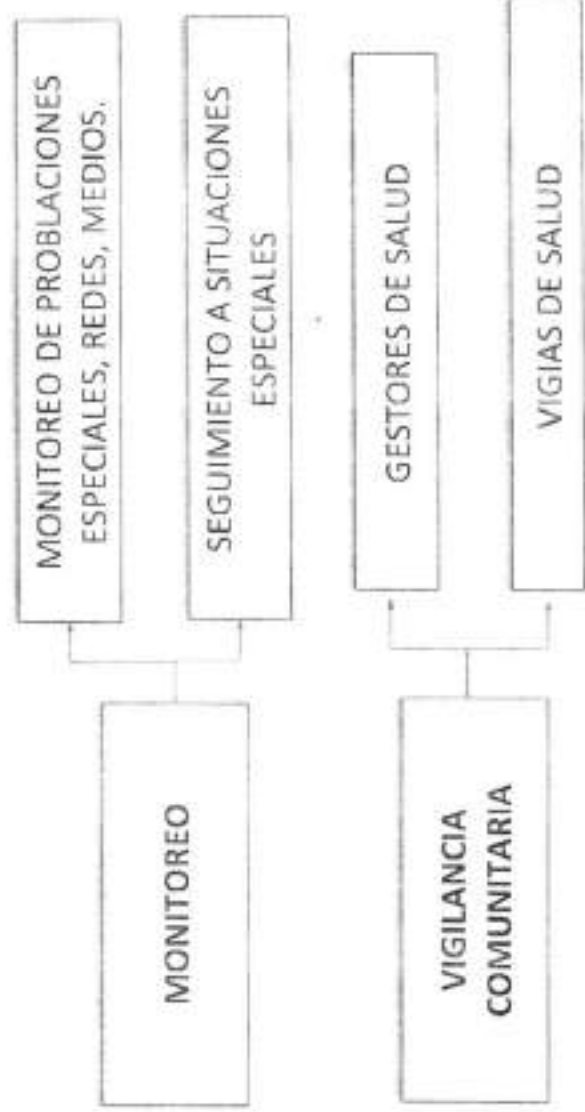 MONITOREO
MONITOREO DE PROBLACIONES
ESPECIALES, REDES, MEDIOS.
SEGUIMIENTO A SITUACIONES
ESPECIALES
VIGILANCIA
COMUNITARIA
GESTORES DE SALUD
VIGIAS DE SALUD